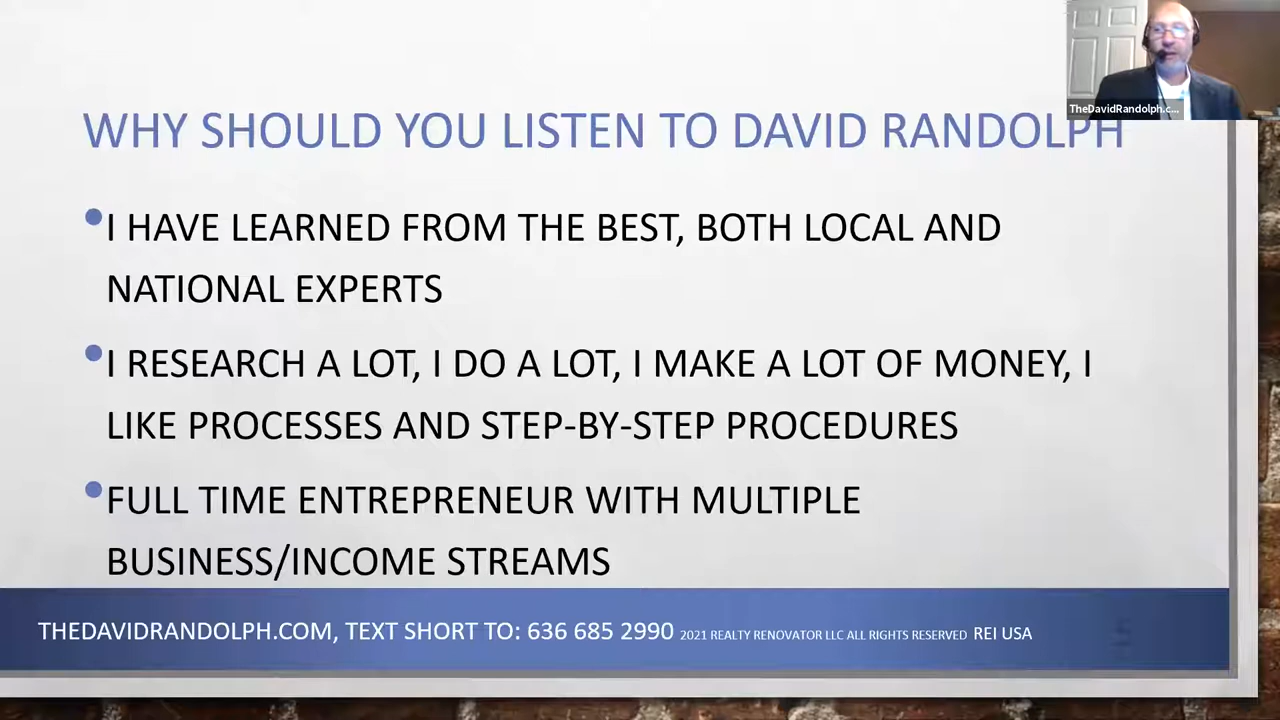 TheDavidRandolph.c...
WHY SHOULD YOU LISTEN TO DAVID RANDOLPH
•I HAVE LEARNED FROM THE BEST, BOTH LOCAL AND
NATIONAL EXPERTS
•I RESEARCH A LOT, I DO A LOT, I MAKE A LOT OF MONEY, I
LIKE PROCESSES AND STEP-BY-STEP PROCEDURES
•FULL TIME ENTREPRENEUR WITH MULTIPLE
BUSINESS/INCOME STREAMS
THEDAVIDRANDOLPH.COM, TEXT SHORT TO: 636 685 2990 2021 REALTY RENOVATOR LLC ALL RIGHTS RESERVED REI USA